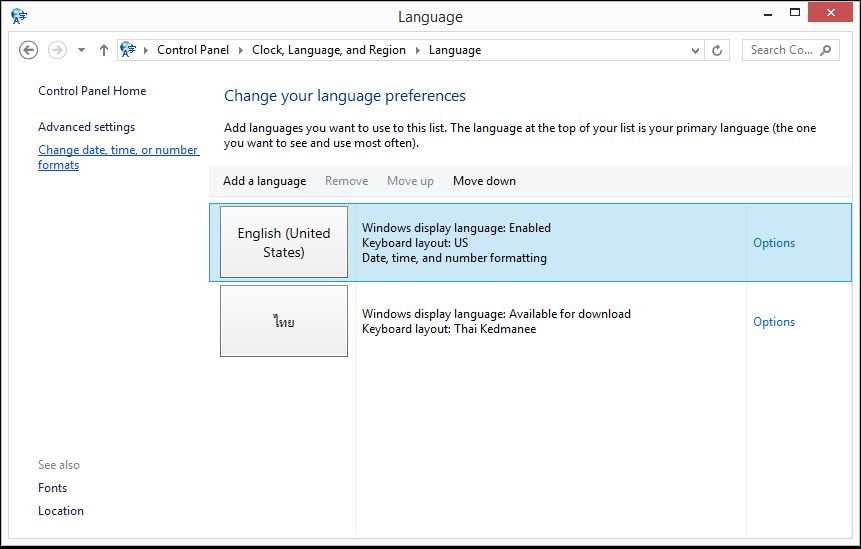 Language
Control Panel
Clock, Language, and Region
Language
Search Co...
Control Panel Home
Advanced settings
Change date, time, or number
formats
Change your language preferences
Add languages you want to use to this list. The language at the top of your list is your primary language (the one
you want to see and use most often).
Add a language
Remove
Move up
Move down
English (United
States)
Windows display language: Enabled
Keyboard layout: US
Date, time, and number formatting
Options
ไทย
Windows display language: Available for download
Keyboard layout: Thai Kedmanee
Options
See also
Fonts
Location